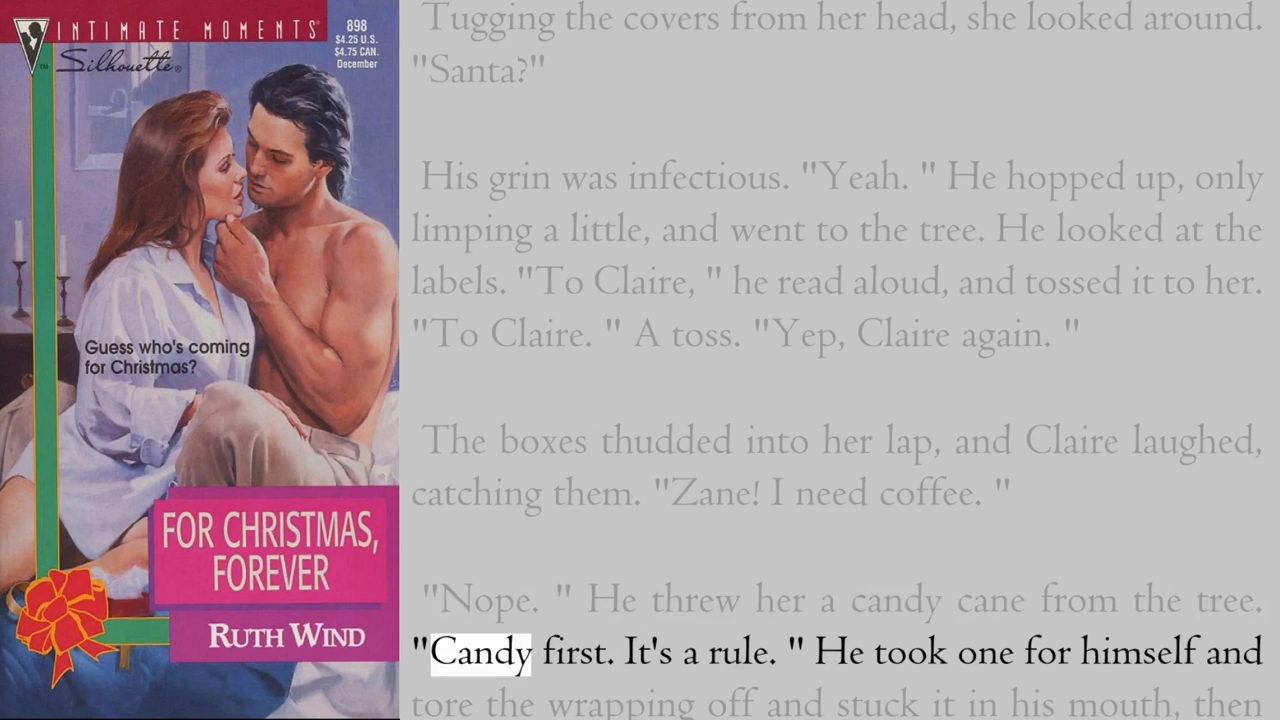 INTIMATE MOMENTS®
Silhouette®
TM
898
$4.25 U.S.
$4.75 CAN.
December
Guess who's coming
for Christmas?
FOR CHRISTMAS,
FOREVER
RUTH WIND
Tugging the covers from her head, she looked around.
"Santa?"
His grin was infectious. "Yeah. " He hopped up, only
limping a little, and went to the tree. He looked at the
labels. "To Claire, " he read aloud, and tossed it to her.
"To Claire. " A toss. "Yep, Claire again. "
The boxes thudded into her lap, and Claire laughed,
catching them. "Zane! I need coffee. "
"Nope. " He threw her a candy cane from the tree.
"Candy first. It's a rule. " He took one for himself and
tore the wrapping off and stuck it in his mouth, then